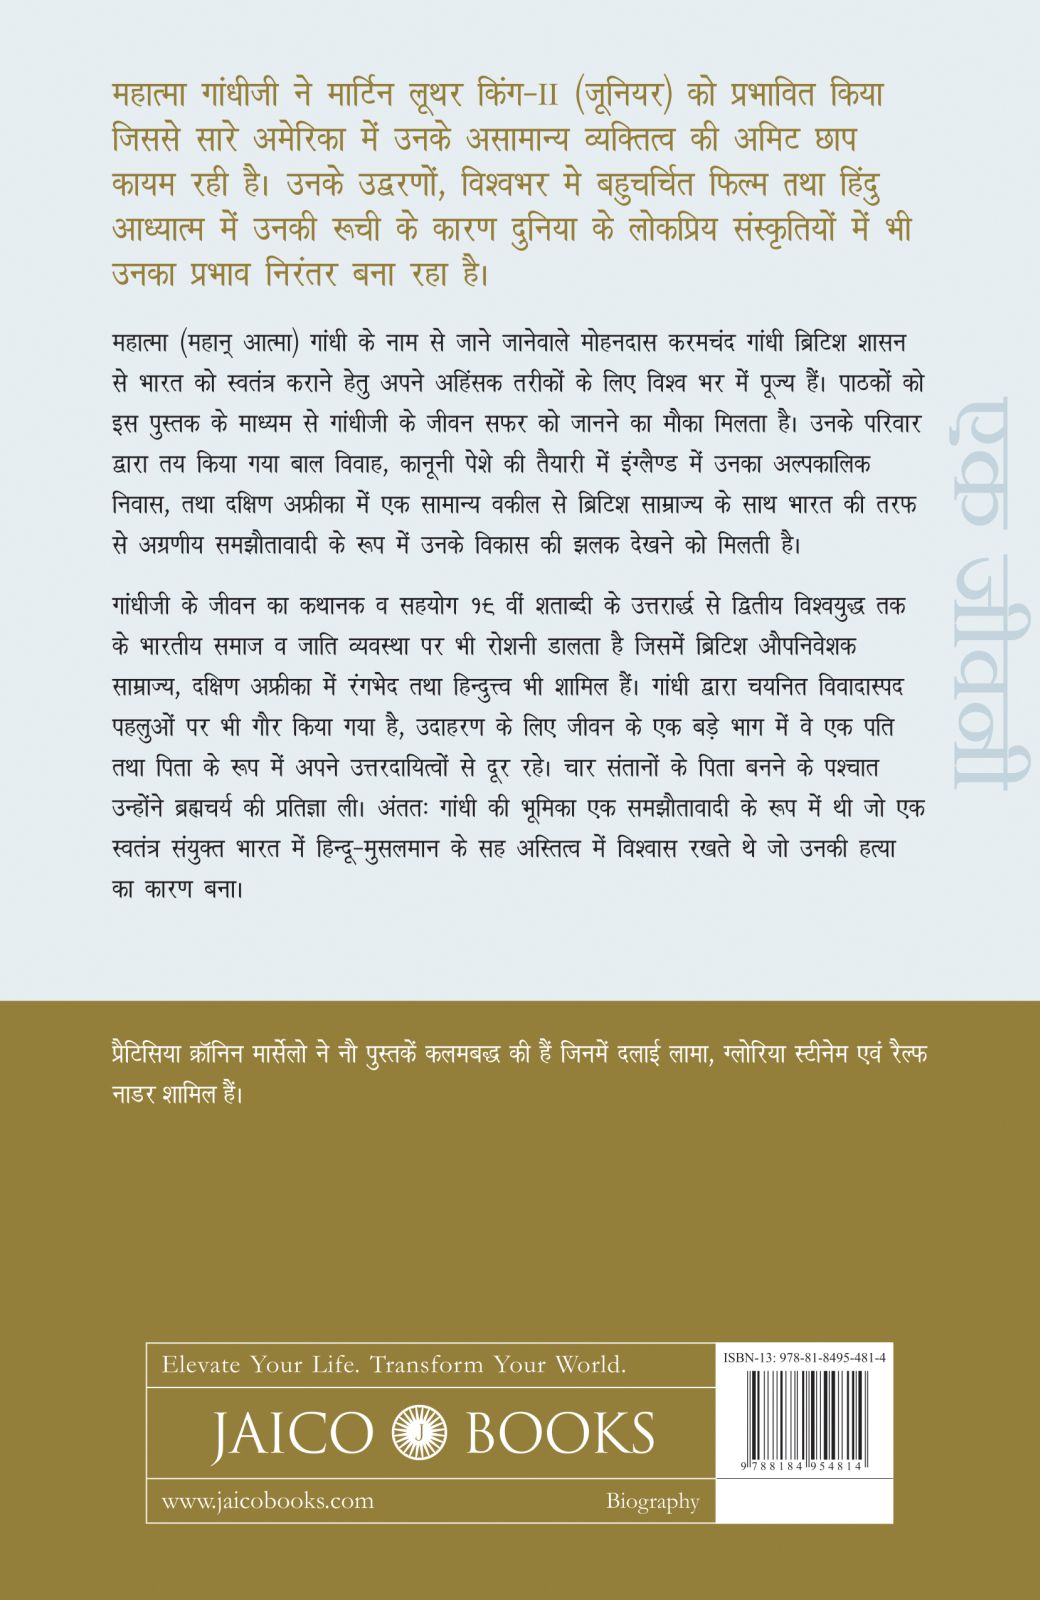 महात्मा गांधीजी ने मार्टिन लूथर किंग-II (जूनियर) को प्रभावित किया
जिससे सारे अमेरिका में उनके असामान्य व्यक्तित्व की अमिट छाप
कायम रही है। उनके उद्वरणों, विश्वभर मे बहुचर्चित फिल्म तथा हिंदु
आध्यात्म में उनकी रूची के कारण दुनिया के लोकप्रिय संस्कृतियों में भी
उनका प्रभाव निरंतर बना रहा है।
महात्मा (महान् आत्मा) गांधी के नाम से जाने जानेवाले मोहनदास करमचंद गांधी ब्रिटिश शासन
से भारत को स्वतंत्र कराने हेतु अपने अहिंसक तरीकों के लिए विश्व भर में पूज्य हैं। पाठकों को
इस पुस्तक के माध्यम से गांधीजी के जीवन सफर को जानने का मौका मिलता है। उनके परिवार
द्वारा तय किया गया बाल विवाह, कानूनी पेशे की तैयारी में इंग्लैण्ड में उनका अल्पकालिक
निवास, तथा दक्षिण अफ्रीका में एक सामान्य वकील से ब्रिटिश साम्राज्य के साथ भारत की तरफ
से अग्रणीय समझौतावादी के रूप में उनके विकास की झलक देखने को मिलती है।
गांधीजी के जीवन का कथानक व सहयोग १९ वीं शताब्दी के उत्तरार्द्ध से द्वितीय विश्वयुद्ध तक
के भारतीय समाज व जाति व्यवस्था पर भी रोशनी डालता है जिसमें ब्रिटिश औपनिवेशक
साम्राज्य, दक्षिण अफ्रीका में रंगभेद तथा हिन्दुत्त्व भी शामिल हैं। गांधी द्वारा चयनित विवादास्पद
पहलुओं पर भी गौर किया गया है, उदाहरण के लिए जीवन के एक बड़े भाग में वे एक पति
तथा पिता के रूप में अपने उत्तरदायित्वों से दूर रहे। चार संतानों के पिता बनने के पश्चात
उन्होंने ब्रह्मचर्य की प्रतिज्ञा ली। अंततः गांधी की भूमिका एक समझौतावादी के रूप में थी जो एक
स्वतंत्र संयुक्त भारत में हिन्दू-मुसलमान के सह अस्तित्व में विश्वास रखते थे जो उनकी हत्या
का कारण बना।
एक जीवनी
प्रैटिसिया क्रॉनिन मार्सेलो ने नौ पुस्तकें कलमबद्ध की हैं जिनमें दलाई लामा, ग्लोरिया स्टीनेम एवं रैल्फ
नाडर शामिल हैं।
Elevate Your Life. Transform Your World.
JAICO J BOOKS
www.jaicobooks.com Biography
ISBN-13: 978-81-8495-481-4
9 788184 954814